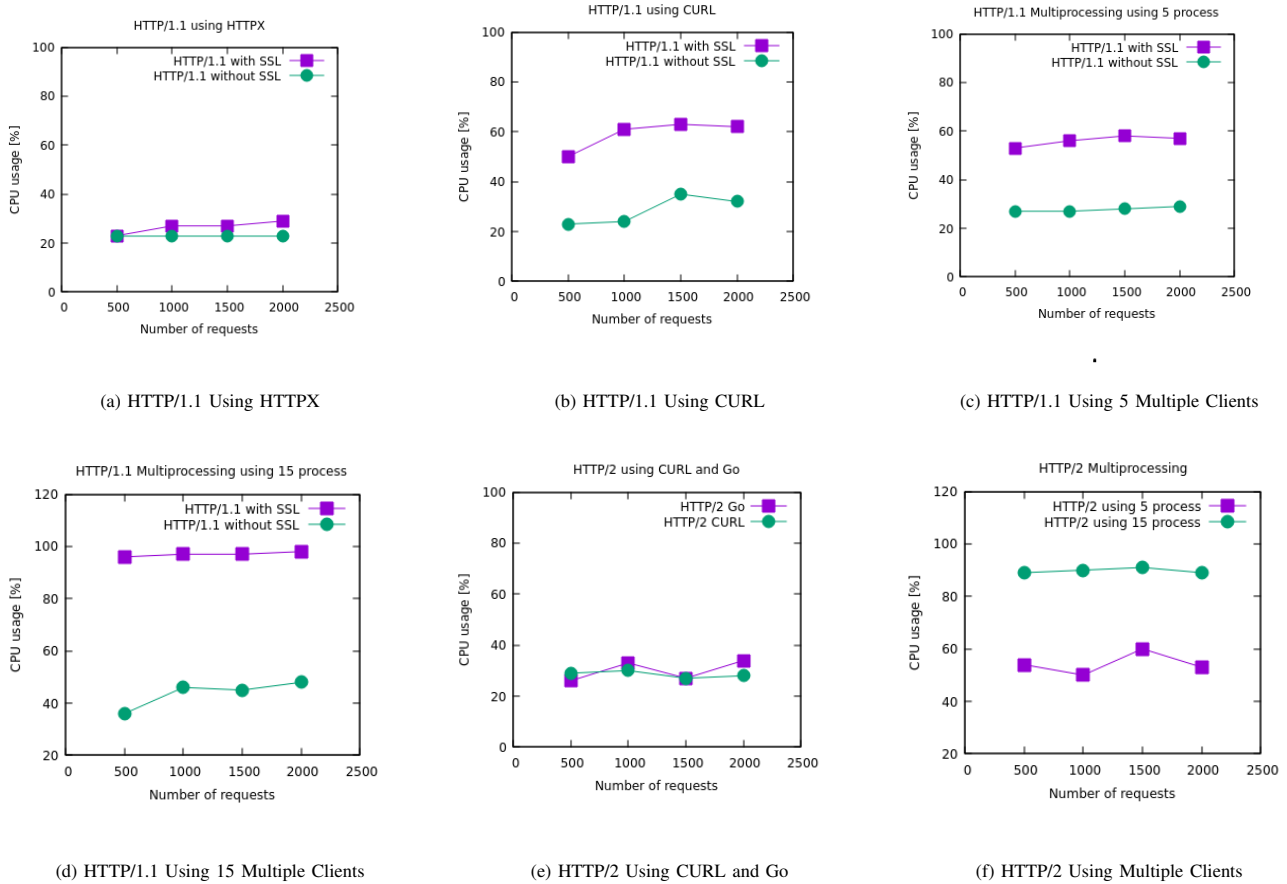 HTTP/1.1 using HTTPX
100
80
60
40
20
0
CPU usage [%]
HTTP/1.1 with SSL
HTTP/1.1 without SSL
0 500 1000 1500 2000 2500
Number of requests
(a) HTTP/1.1 Using HTTPX
HTTP/1.1 using CURL
100
80
60
40
20
0
CPU usage [%]
HTTP/1.1 with SSL
HTTP/1.1 without SSL
0 500 1000 1500 2000 2500
Number of requests
(b) HTTP/1.1 Using CURL
HTTP/1.1 Multiprocessing using 5 process
100
80
60
40
20
0
CPU usage [%]
HTTP/1.1 with SSL
HTTP/1.1 without SSL
0 500 1000 1500 2000 2500
Number of requests
.
(c) HTTP/1.1 Using 5 Multiple Clients
HTTP/1.1 Multiprocessing using 15 process
120
100
80
60
40
20
CPU usage [%]
HTTP/1.1 with SSL
HTTP/1.1 without SSL
0 500 1000 1500 2000 2500
Number of requests
(d) HTTP/1.1 Using 15 Multiple Clients
HTTP/2 using CURL and Go
100
80
60
40
20
0
CPU usage [%]
HTTP/2 Go
HTTP/2 CURL
0 500 1000 1500 2000 2500
Number of requests
(e) HTTP/2 Using CURL and Go
HTTP/2 Multiprocessing
120
100
80
60
40
20
CPU usage [%]
HTTP/2 using 5 process
HTTP/2 using 15 process
0 500 1000 1500 2000 2500
Number of requests
(f) HTTP/2 Using Multiple Clients